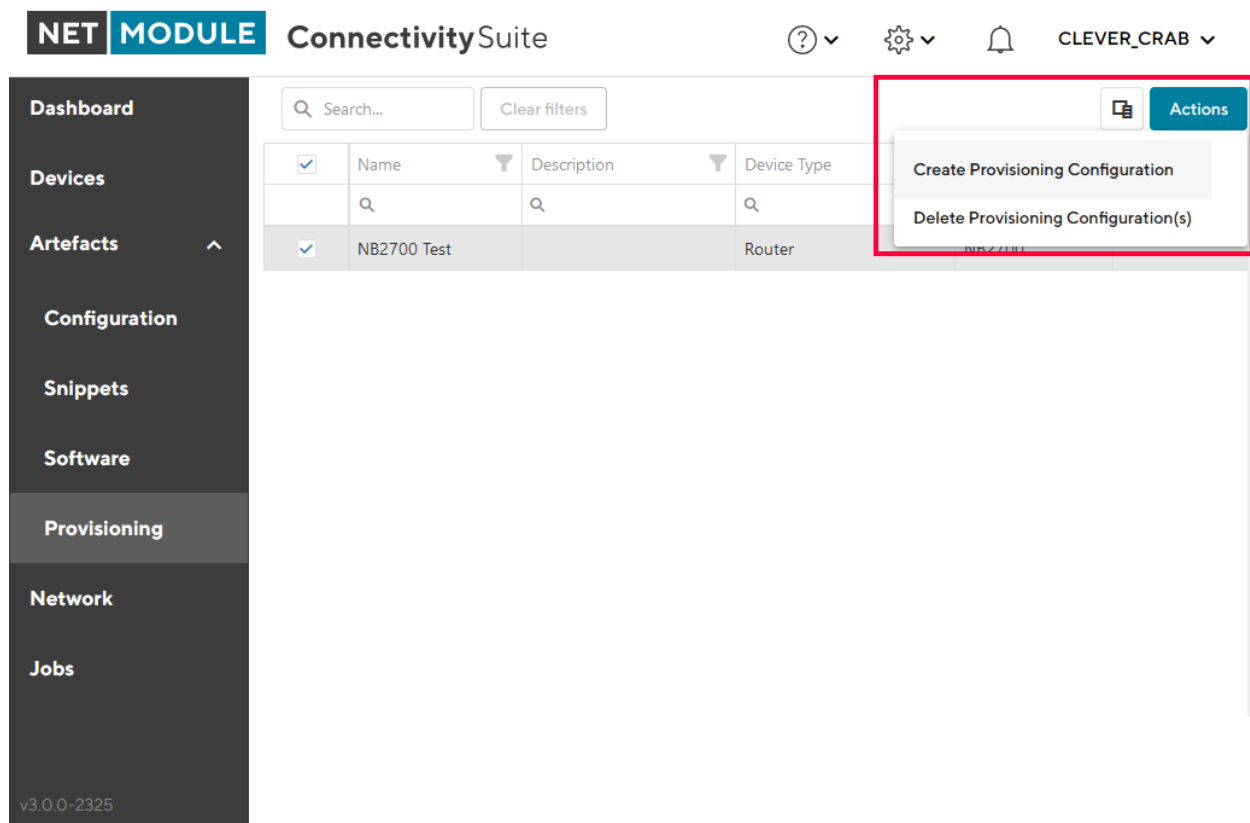 NET MODULE ConnectivitySuite CLEVER_CRAB
Dashboard
Devices
Artefacts
Configuration
Snippets
Software
Provisioning
Network
Jobs
v3.0.0-2325
Search... Clear filters Actions
Name Description Device Type
NB2700 Test Router NB2700
Create Provisioning Configuration
Delete Provisioning Configuration(s)